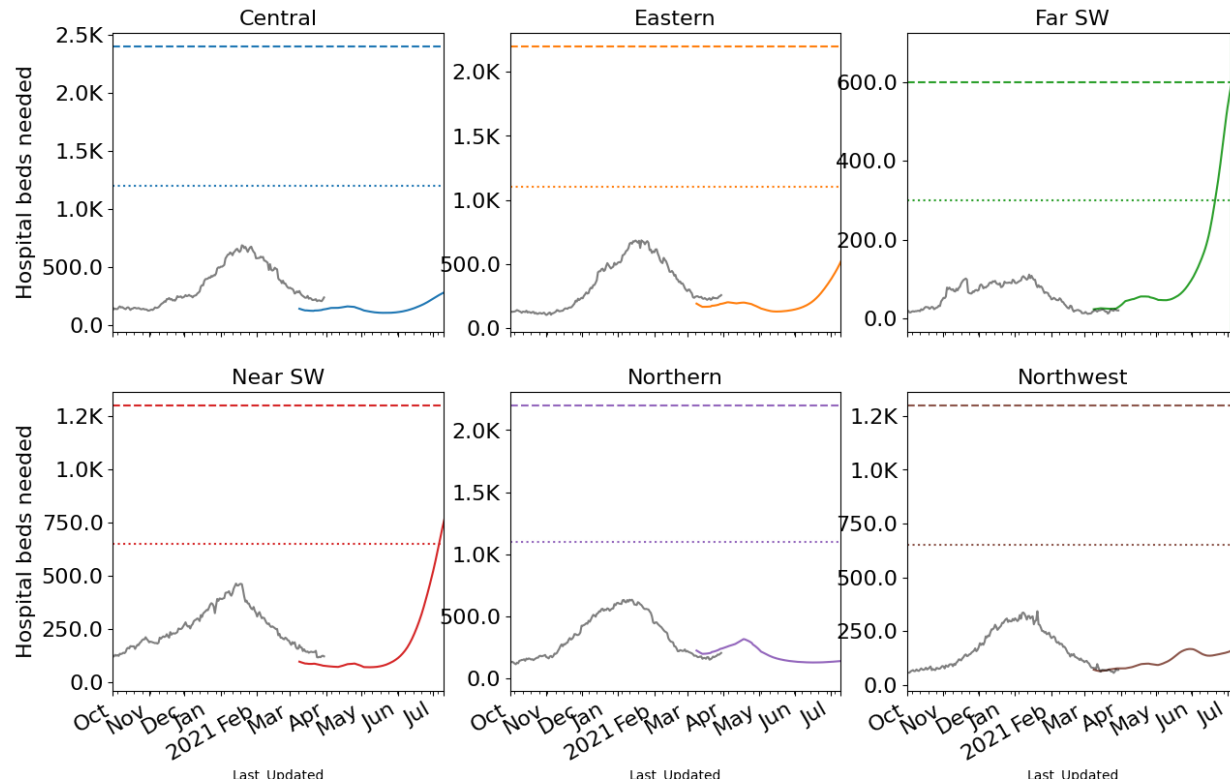 Central
Eastern
Far SW
Hospital beds needed
2.5K
2.0K
1.5K
1.0K
500.0
0.0
2.0K
1.5K
1.0K
500.0
0.0
600.0
400.0
200.0
0.0
Near SW
Northern
Northwest
Hospital beds needed
1.2K
1.0K
750.0
500.0
250.0
0.0
2.0K
1.5K
1.0K
500.0
0.0
1.2K
1.0K
750.0
500.0
250.0
0.0
Oct Nov Dec 2021 Jan Feb Mar Apr May Jun Jul
Oct Nov Dec 2021 Jan Feb Mar Apr May Jun Jul
Oct Nov Dec 2021 Jan Feb Mar Apr May Jun Jul
Last_Updated
Last_Updated
Last_Updated